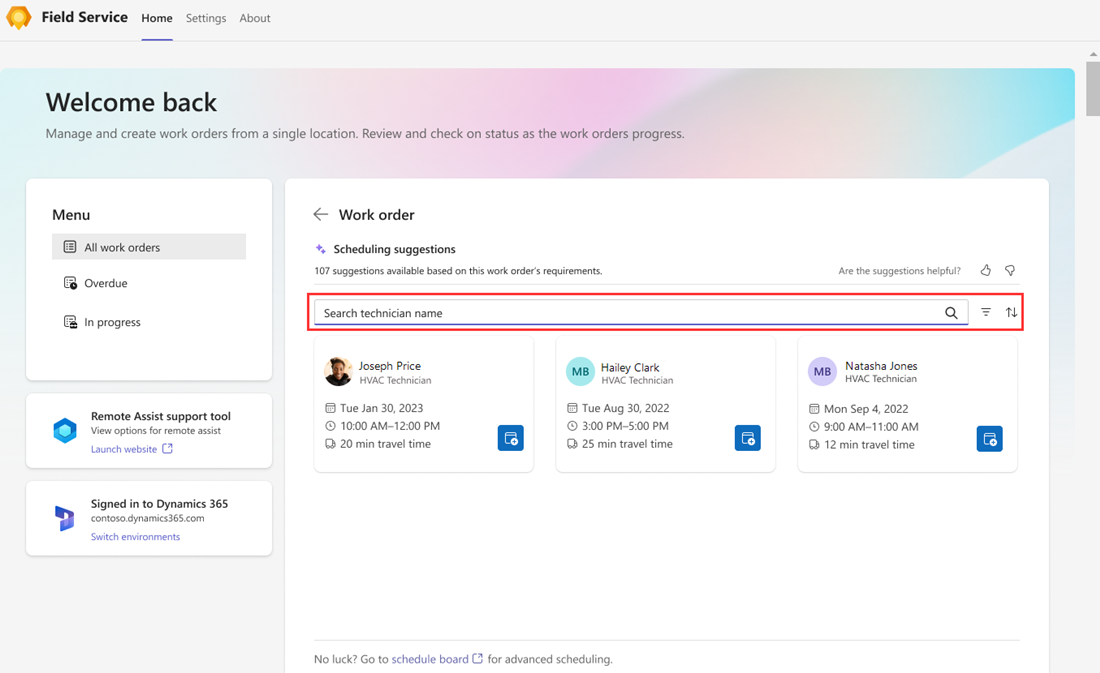 Field Service Home Settings About
Welcome back
Manage and create work orders from a single location. Review and check on status as the work orders progress.
Menu
All work orders
Overdue
In progress
Remote Assist support tool
View options for remote assist
Launch website
Signed in to Dynamics 365
contoso.dynamics365.com
Switch environments
Work order
Scheduling suggestions
107 suggestions available based on this work order's requirements.
Are the suggestions helpful?
Search technician name
Joseph Price
HVAC Technician
Tue Jan 30, 2023
10:00 AM–12:00 PM
20 min travel time
MB
Hailey Clark
HVAC Technician
Tue Aug 30, 2022
3:00 PM–5:00 PM
25 min travel time
MB
Natasha Jones
HVAC Technician
Mon Sep 4, 2022
9:00 AM–11:00 AM
12 min travel time
No luck? Go to schedule board for advanced scheduling.